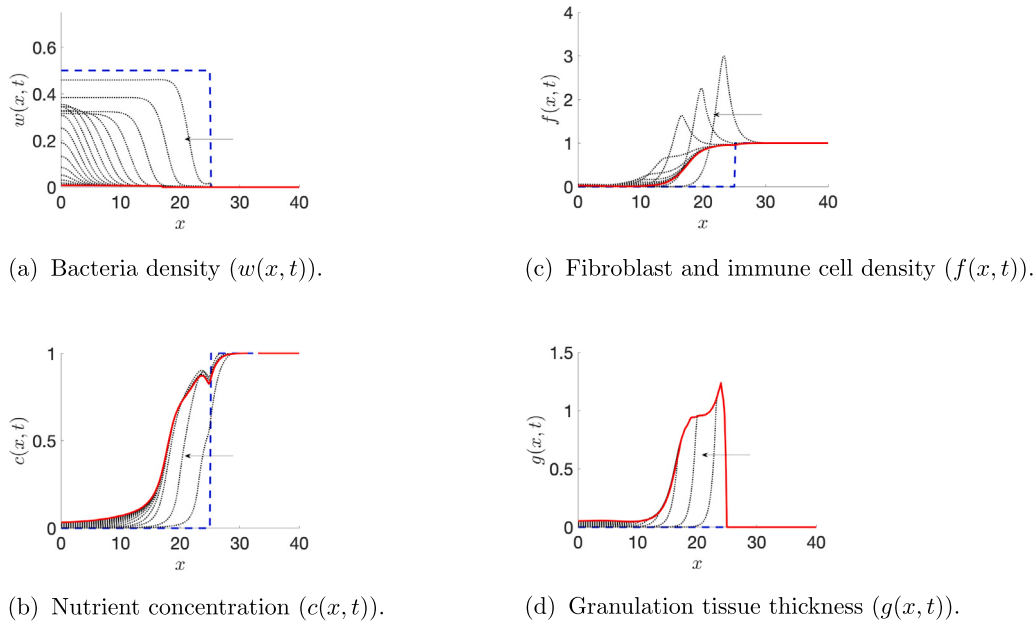 0.6
0.4
0.2
0
w(x, t)
0 10 20 30 40
x
(a) Bacteria density (w(x, t)).
4
3
2
1
0
f(x, t)
0 10 20 30 40
x
(c) Fibroblast and immune cell density (f(x, t)).
1
0.5
0
c(x, t)
0 10 20 30 40
x
(b) Nutrient concentration (c(x, t)).
1.5
1
0.5
0
g(x, t)
0 10 20 30 40
x
(d) Granulation tissue thickness (g(x, t)).